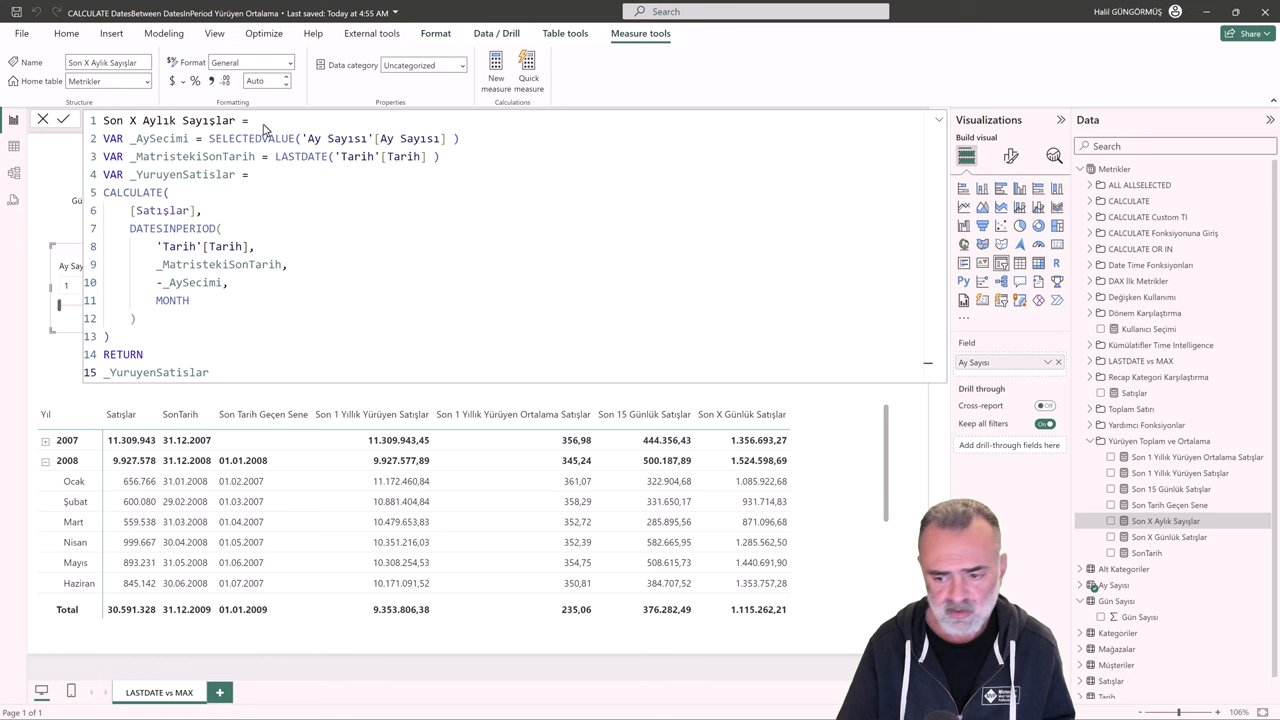 CALCULATE DatesBetween DatesInPeriod Yürüyen Ortalama • Last saved: Today at 4:55 AM
Search
Halil GÜNGÖRMÜŞ
File Home Insert Modeling View Optimize Help External tools Format Data / Drill Table tools Measure tools
Share
Name Son X Aylık Sayışlar
Home table Metrikler
Structure
Format General
$ % Auto
Formatting
Data category Uncategorized
Properties
New measure
Quick measure
Calculations
1 Son X Aylık Sayışlar =
2 VAR _AySecimi = SELECTEDVALUE('Ay Sayısı'[Ay Sayısı] )
3 VAR _MatristekiSonTarih = LASTDATE('Tarih'[Tarih] )
4 VAR _YuruyenSatislar =
5 CALCULATE(
6 [Satışlar],
7 DATESINPERIOD(
8 'Tarih'[Tarih],
9 _MatristekiSonTarih,
10 -_AySecimi,
11 MONTH
12 )
13 )
14 RETURN
15 _YuruyenSatislar
Gü
Ay Say
1
Yıl Satışlar SonTarih Son Tarih Geçen Sene Son 1 Yıllık Yürüyen Satışlar Son 1 Yıllık Yürüyen Ortalama Satışlar Son 15 Günlük Satışlar Son X Günlük Satışlar
2007 11.309.943 31.12.2007 11.309.943,45 356,98 444.356,43 1.356.693,27
2008 9.927.578 31.12.2008 01.01.2008 9.927.577,89 345,24 500.187,89 1.524.598,69
Ocak 656.766 31.01.2008 01.02.2007 11.172.460,84 361,07 322.904,68 1.085.922,68
Şubat 600.080 29.02.2008 01.03.2007 10.881.404,84 358,29 331.650,17 931.714,83
Mart 559.538 31.03.2008 01.04.2007 10.479.653,83 352,72 285.895,56 871.096,68
Nisan 999.667 30.04.2008 01.05.2007 10.351.216,03 352,39 582.665,95 1.285.562,50
Mayıs 893.231 31.05.2008 01.06.2007 10.308.254,53 354,75 508.615,73 1.440.691,90
Haziran 845.142 30.06.2008 01.07.2007 10.171.091,52 350,81 384.707,52 1.353.757,28
Total 30.591.328 31.12.2009 01.01.2009 9.353.806,38 235,06 376.282,49 1.115.262,21
LASTDATE vs MAX
Page 1 of 1
106%
Visualizations
Build visual
R
Py
Field
Ay Sayısı
Drill through
Cross-report Off
Keep all filters On
Add drill-through fields here
Data
Search
Metrikler
ALL ALLSELECTED
CALCULATE
CALCULATE Custom TI
CALCULATE Fonksiyonuna Giriş
CALCULATE OR IN
Date Time Fonksiyonları
DAX İlk Metrikler
Değişken Kullanımı
Dönem Karşılaştırma
Kullanıcı Seçimi
Kümülatifler Time Intelligence
LASTDATE vs MAX
Recap Kategori Karşılaştırma
Satışlar
Toplam Satırı
Yardımcı Fonksiyonlar
Yürüyen Toplam ve Ortalama
Son 1 Yıllık Yürüyen Ortalama Satışlar
Son 1 Yıllık Yürüyen Satışlar
Son 15 Günlük Satışlar
Son Tarih Geçen Sene
Son X Aylık Sayışlar
Son X Günlük Satışlar
SonTarih
Alt Kategoriler
Ay Sayısı
Gün Sayısı
Gün Sayısı
Kategoriler
Mağazalar
Müşteriler
Satışlar
Tarih